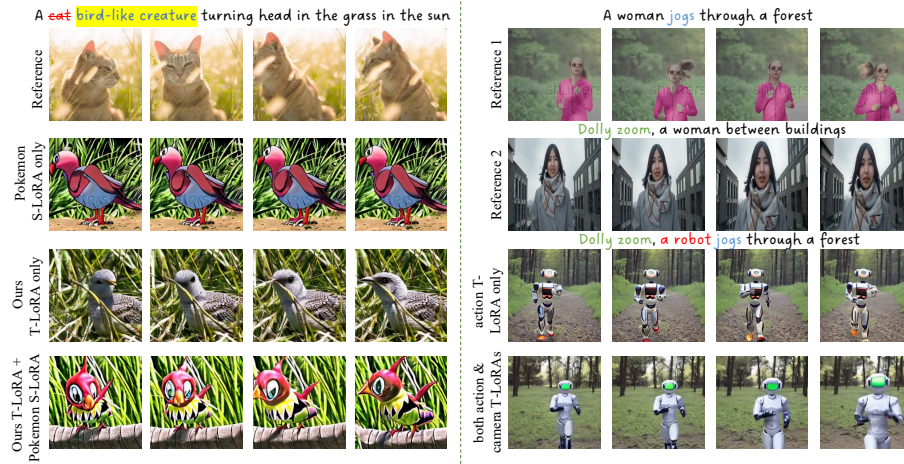 A cat bird-like creature turning head in the grass in the sun
Reference
Pokemon
S-LoRA only
Ours
T-LoRA only
Ours T-LoRA +
Pokemon S-LoRA
A woman jogs through a forest
Reference 1
Dolly zoom, a woman between buildings
Reference 2
Dolly zoom, a robot jogs through a forest
action T-
LoRA only
both action &
camera T-LoRAs